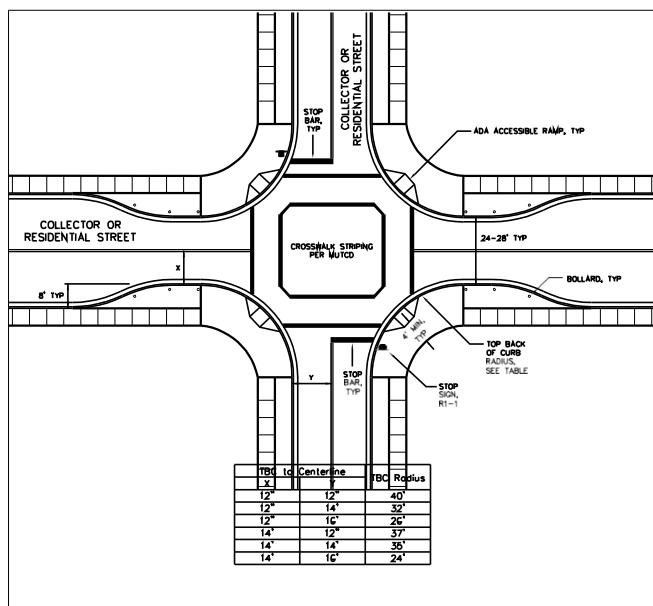 STOP
BAR,
TYP
COLLECTOR OR
RESIDENTIAL STREET
ADA ACCESSIBLE RAMP, TYP
COLLECTOR OR
RESIDENTIAL STREET
CROSSWALK STRIPING
PER MUTCD
24-28' TYP
X
8' TYP
BOLLARD, TYP
4' MIN,
TYP
TOP BACK
OF CURB
RADIUS,
SEE TABLE
Y
STOP
BAR,
TYP
STOP
SIGN,
R1-1
TBC to Centerline TBC Radius
X Y
12" 12" 40'
12" 14' 32'
12" 16' 26'
14' 12" 37'
14' 14' 35'
14' 16' 24'